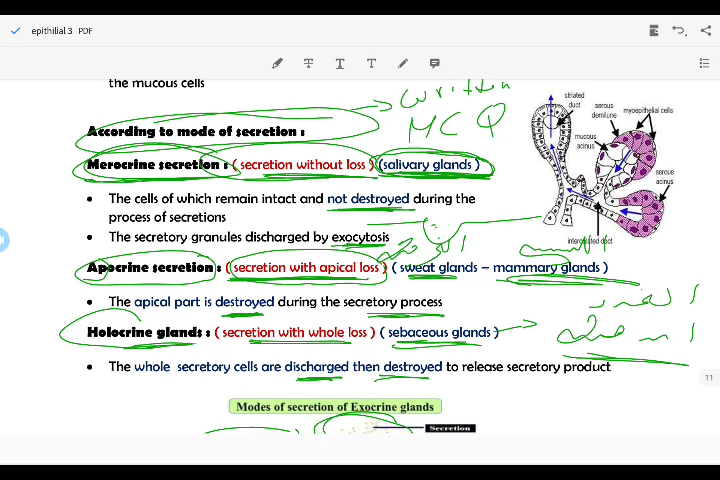 epithilial 3 PDF
the mucous cells
written
MCQ
According to mode of secretion :
Merocrine secretion : ( secretion without loss ) (salivary glands )
• The cells of which remain intact and not destroyed during the
process of secretions
• The secretory granules discharged by exocytosis
Apocrine secretion : ( secretion with apical loss ) ( sweat glands – mammary glands )
• The apical part is destroyed during the secretory process
Holocrine glands : ( secretion with whole loss ) ( sebaceous glands )
• The whole secretory cells are discharged then destroyed to release secretory product
striated
duct
serous
demilune
myoepithelial cells
mucous
acinus
serous
acinus
intercalated duct
11
Modes of secretion of Exocrine glands
Secretion